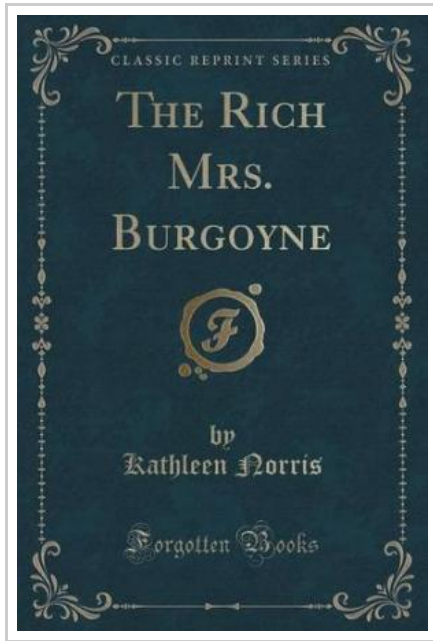 CLASSIC REPRINT SERIES
THE RICH
MRS.
BURGOYNE
F
by
Kathleen Norris
Forgotten Books